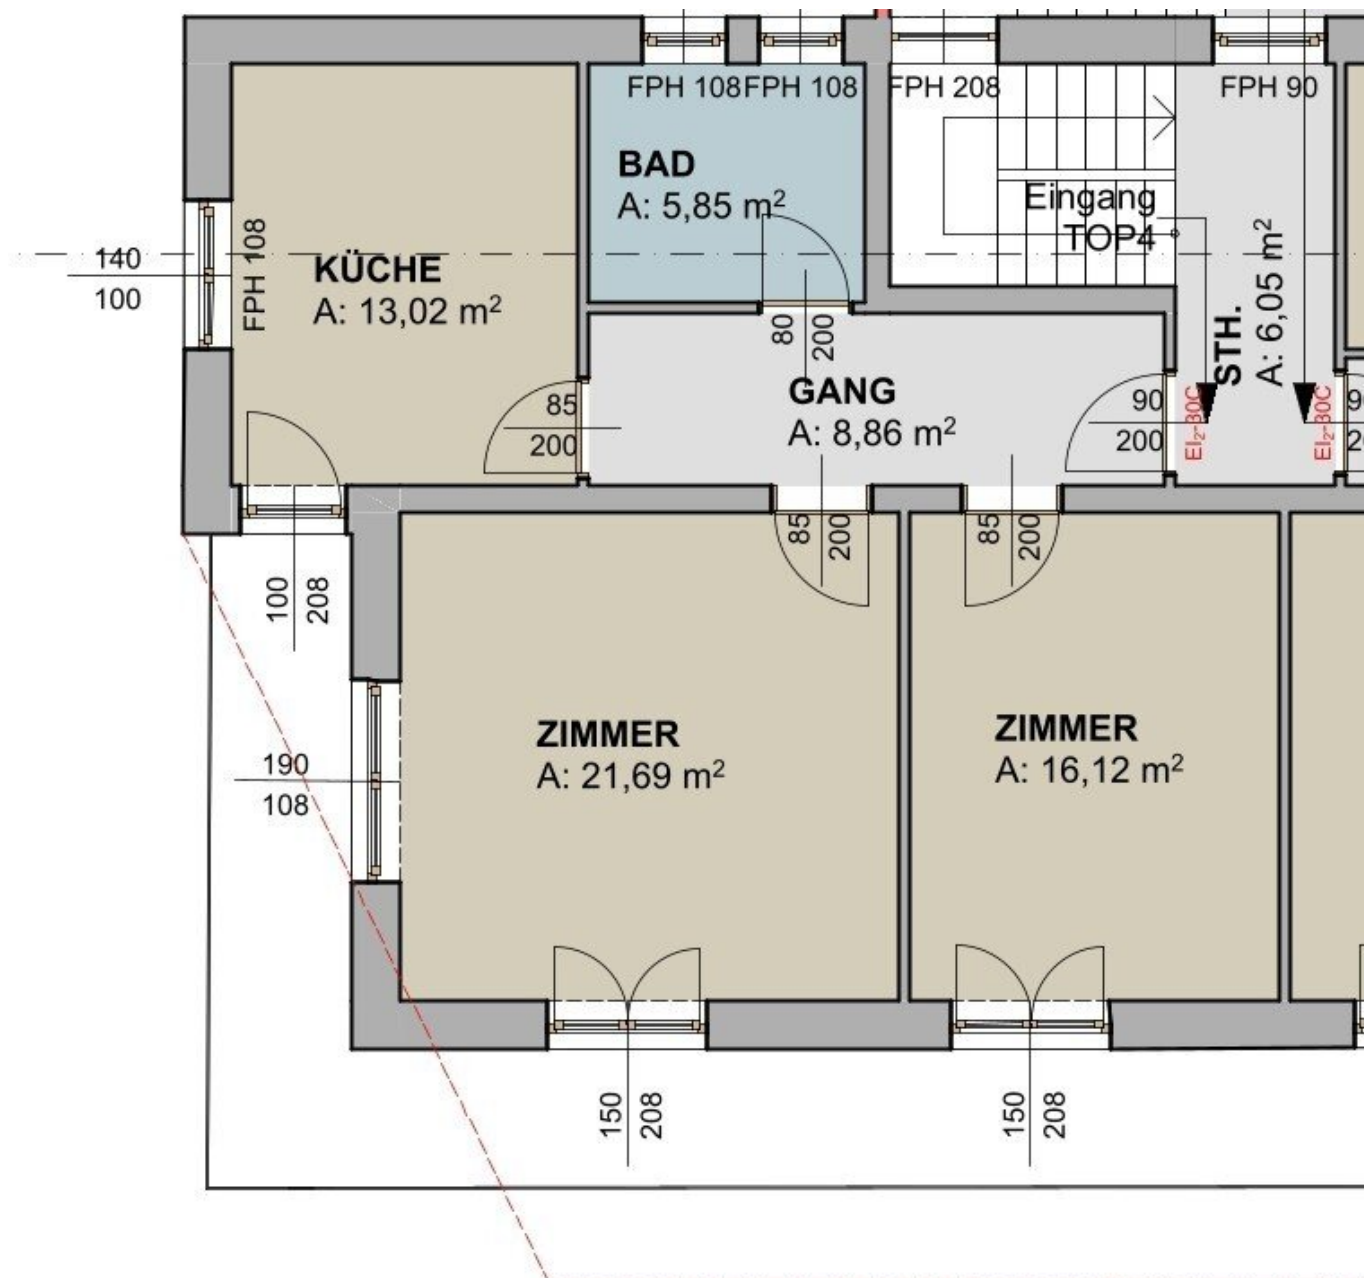 FPH 108
FPH 108
FPH 208
FPH 90
BAD
A: 5,85 m²
Eingang
TOP4
140
100
FPH 108
KÜCHE
A: 13,02 m²
STH.
A: 6,05 m²
80
200
85
200
GANG
A: 8,86 m²
90
200
EI₂-30C
EI₂-30C
85
200
85
200
100
208
190
108
ZIMMER
A: 21,69 m²
ZIMMER
A: 16,12 m²
150
208
150
208